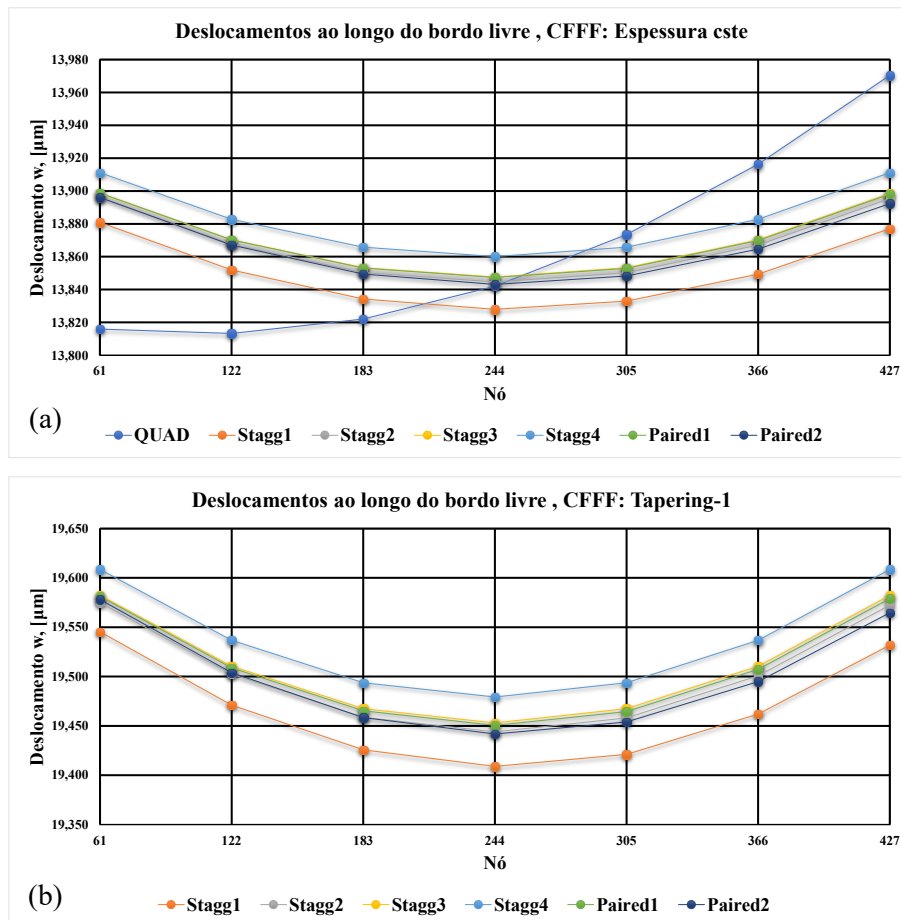 Deslocamentos ao longo do bordo livre , CFFF: Espessura cste
Deslocamento w, [μm]
13,980
13,960
13,940
13,920
13,900
13,880
13,860
13,840
13,820
13,800
61 122 183 244 305 366 427
Nó
(a)
QUAD Stagg1 Stagg2 Stagg3 Stagg4 Paired1 Paired2
Deslocamentos ao longo do bordo livre , CFFF: Tapering-1
Deslocamento w, [μm]
19,650
19,600
19,550
19,500
19,450
19,400
19,350
61 122 183 244 305 366 427
Nó
(b)
Stagg1 Stagg2 Stagg3 Stagg4 Paired1 Paired2